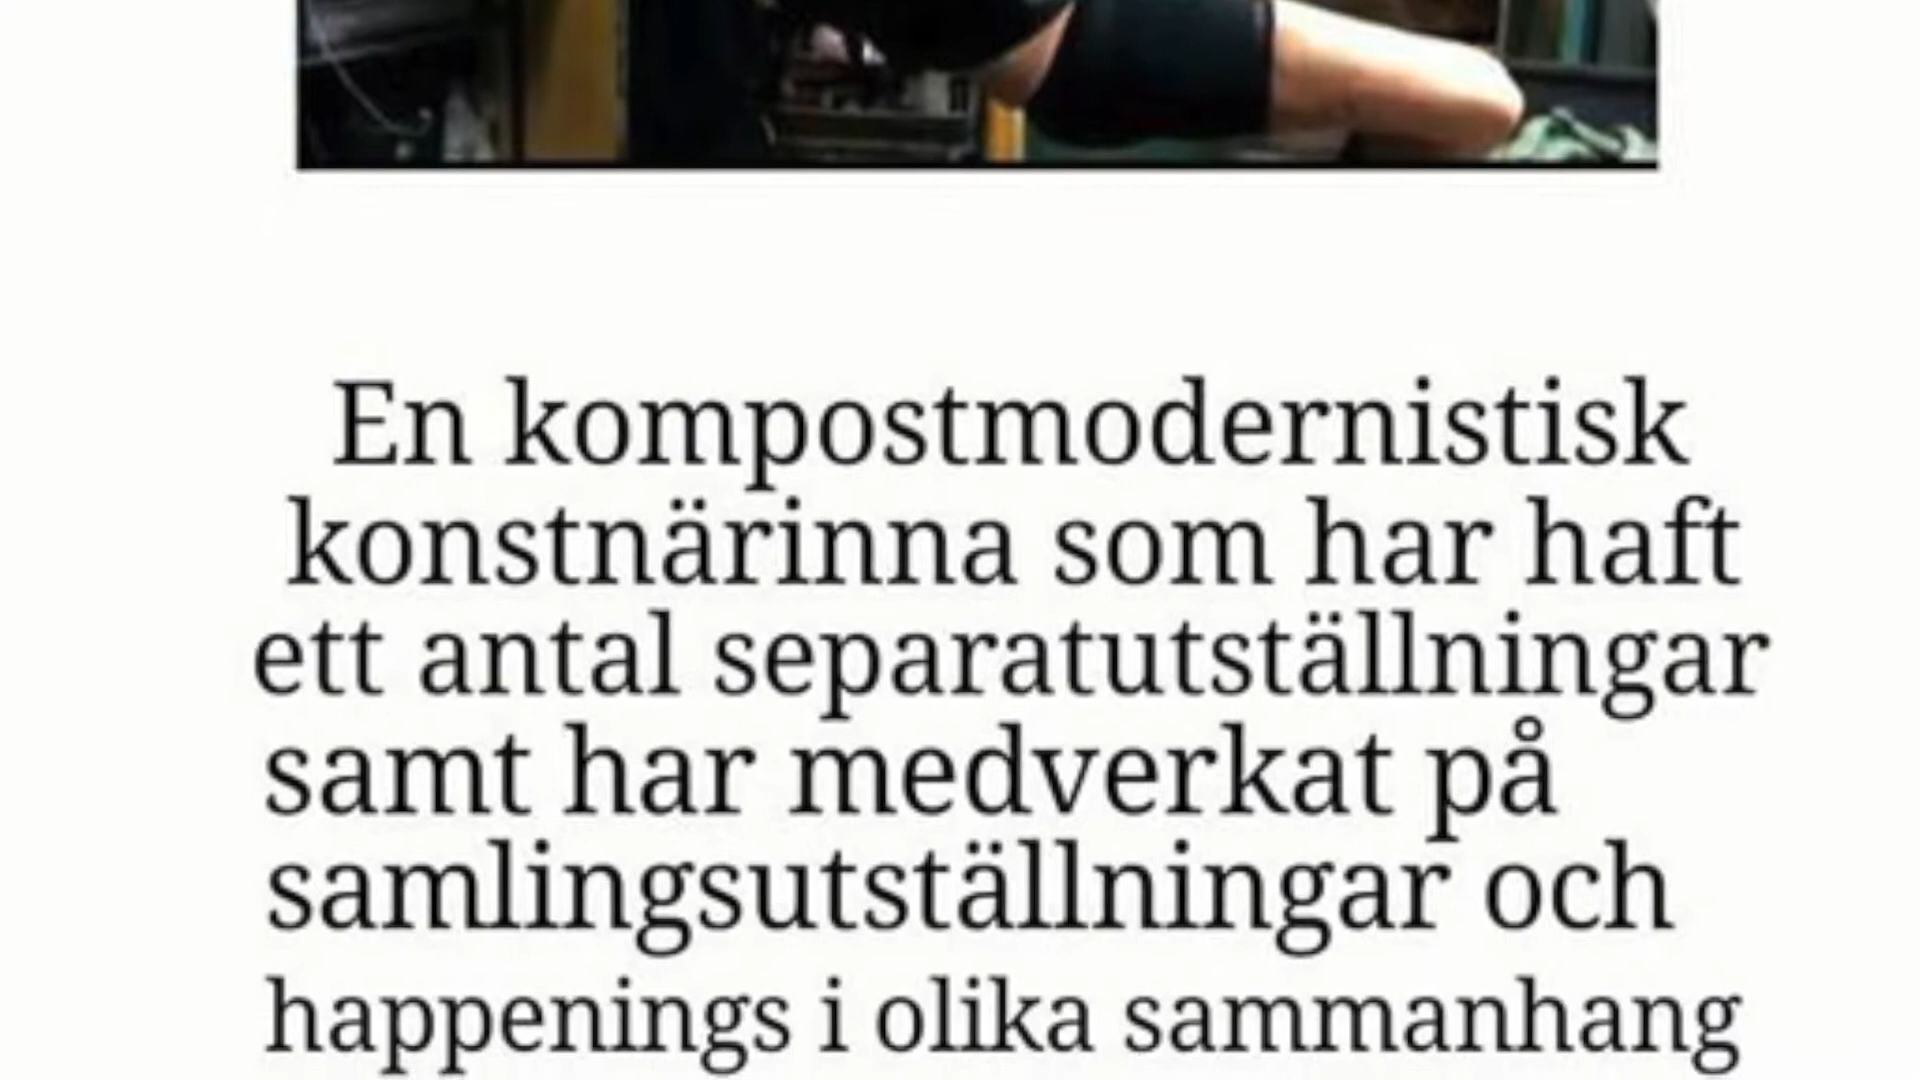 En kompostmodernistisk
konstnärinna som har haft
ett antal separatutställningar
samt har medverkat på
samlingsutställningar och
happenings i olika sammanhang